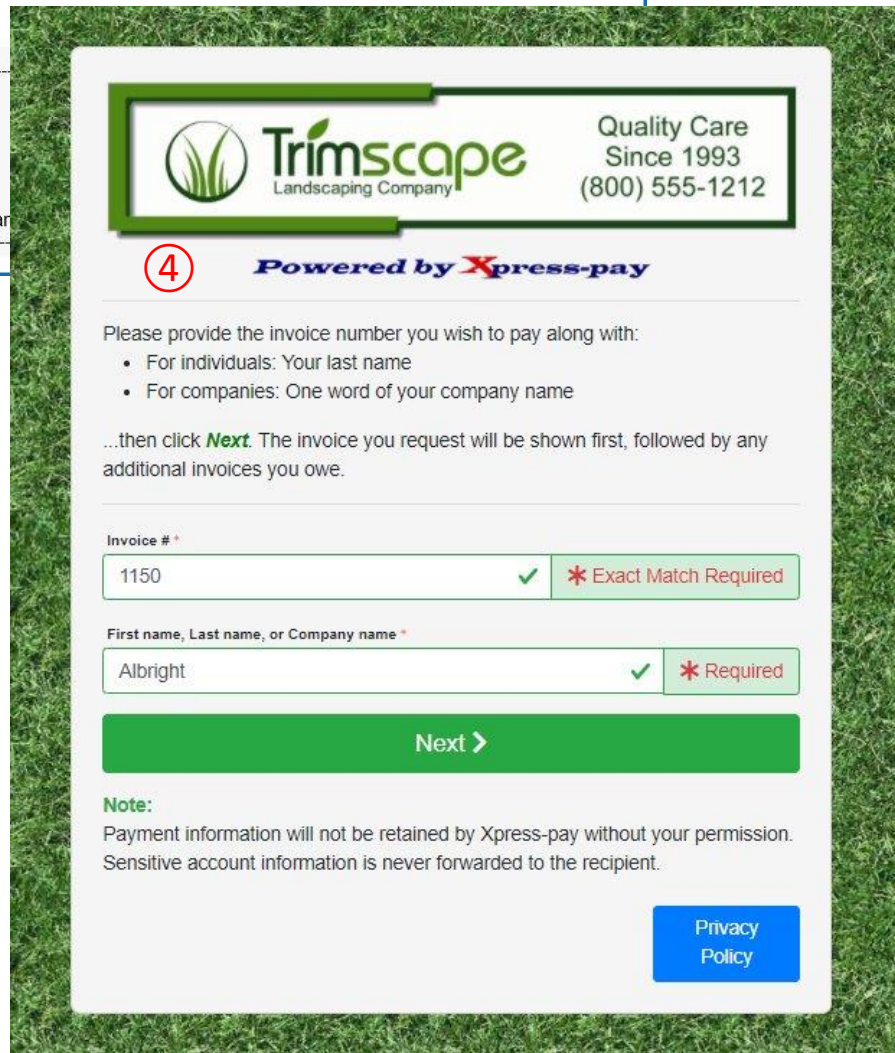 Trimscape
Landscaping Company
Quality Care
Since 1993
(800) 555-1212
④
Powered by Xpress-pay
Please provide the invoice number you wish to pay along with:
• For individuals: Your last name
• For companies: One word of your company name
...then click Next. The invoice you request will be shown first, followed by any
additional invoices you owe.
Invoice # *
1150
* Exact Match Required
First name, Last name, or Company name *
Albright
* Required
Next >
Note:
Payment information will not be retained by Xpress-pay without your permission.
Sensitive account information is never forwarded to the recipient.
Privacy
Policy